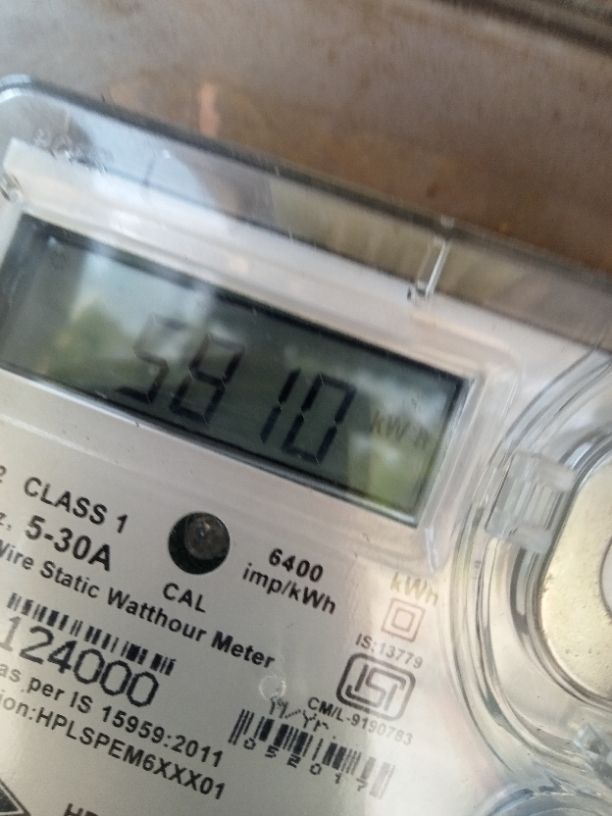 5810 kWh
CLASS 1
5-30A
6400
imp/kWh
CAL
Wire Static Watthour Meter
kWh
IS:13779
124000
as per IS 15959:2011
CM/L-9190783
HPLSPEM6XXX01
052017